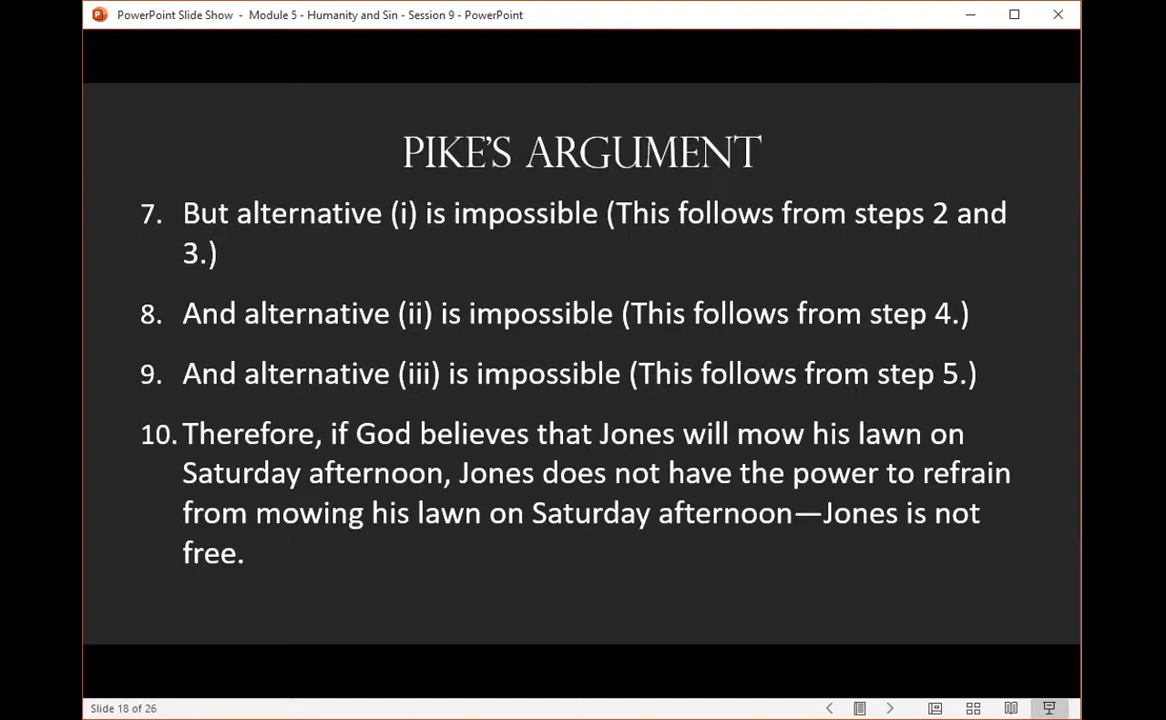 PowerPoint Slide Show - Module 5 - Humanity and Sin - Session 9 - PowerPoint
PIKE'S ARGUMENT
7. But alternative (i) is impossible (This follows from steps 2 and
3.)
8. And alternative (ii) is impossible (This follows from step 4.)
9. And alternative (iii) is impossible (This follows from step 5.)
10. Therefore, if God believes that Jones will mow his lawn on
Saturday afternoon, Jones does not have the power to refrain
from mowing his lawn on Saturday afternoon—Jones is not
free.
Slide 18 of 26